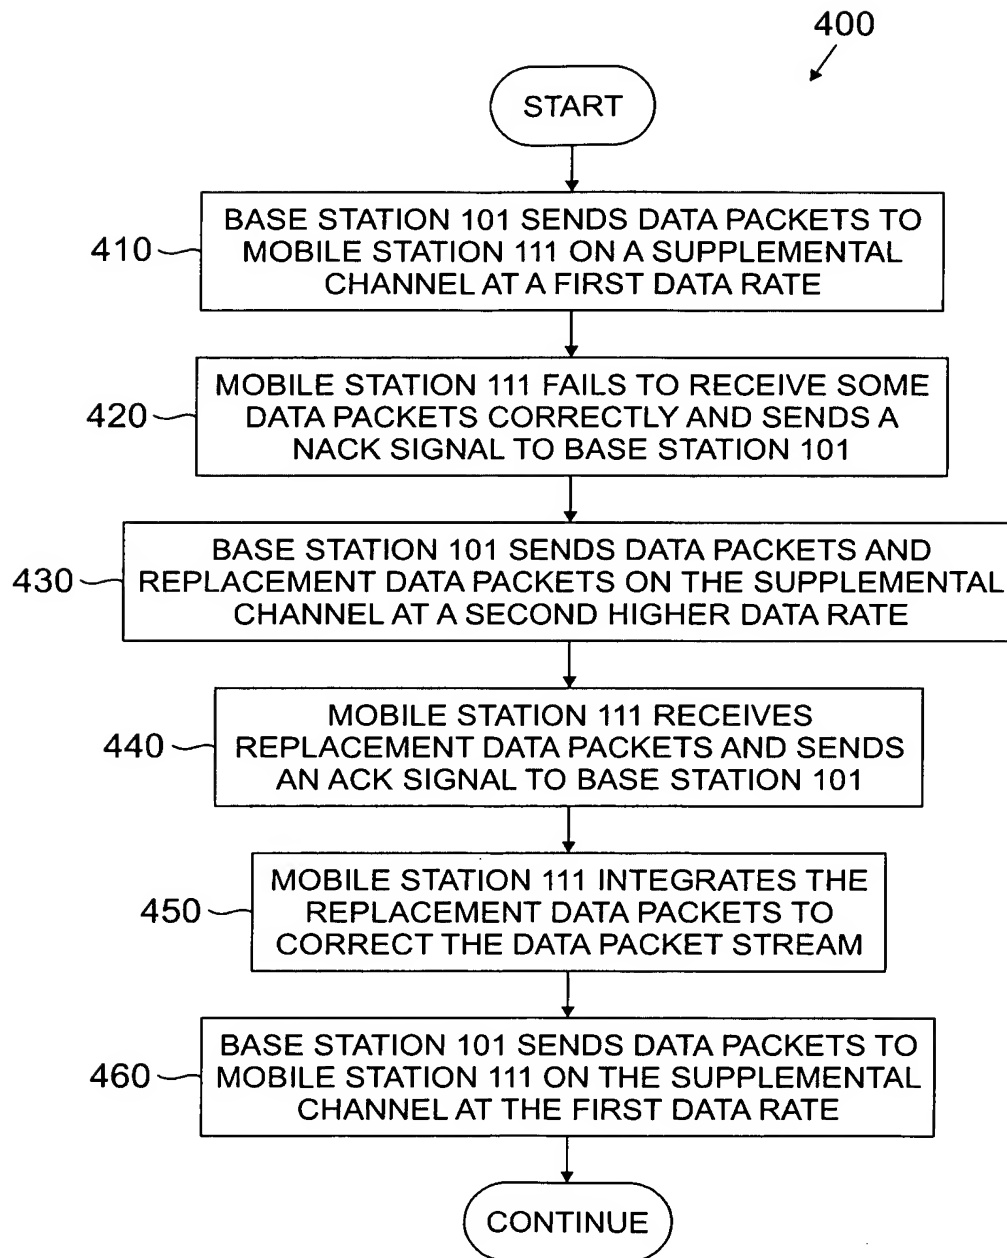 400
START
410
BASE STATION 101 SENDS DATA PACKETS TO
MOBILE STATION 111 ON A SUPPLEMENTAL
CHANNEL AT A FIRST DATA RATE
420
MOBILE STATION 111 FAILS TO RECEIVE SOME
DATA PACKETS CORRECTLY AND SENDS A
NACK SIGNAL TO BASE STATION 101
430
BASE STATION 101 SENDS DATA PACKETS AND
REPLACEMENT DATA PACKETS ON THE SUPPLEMENTAL
CHANNEL AT A SECOND HIGHER DATA RATE
440
MOBILE STATION 111 RECEIVES
REPLACEMENT DATA PACKETS AND SENDS
AN ACK SIGNAL TO BASE STATION 101
450
MOBILE STATION 111 INTEGRATES THE
REPLACEMENT DATA PACKETS TO
CORRECT THE DATA PACKET STREAM
460
BASE STATION 101 SENDS DATA PACKETS TO
MOBILE STATION 111 ON THE SUPPLEMENTAL
CHANNEL AT THE FIRST DATA RATE
CONTINUE